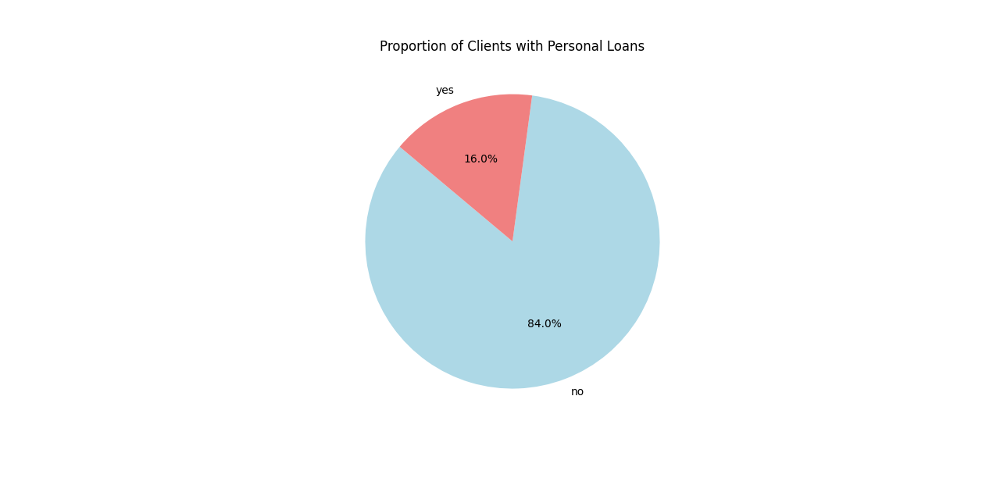 Proportion of Clients with Personal Loans
yes
16.0%
84.0%
no